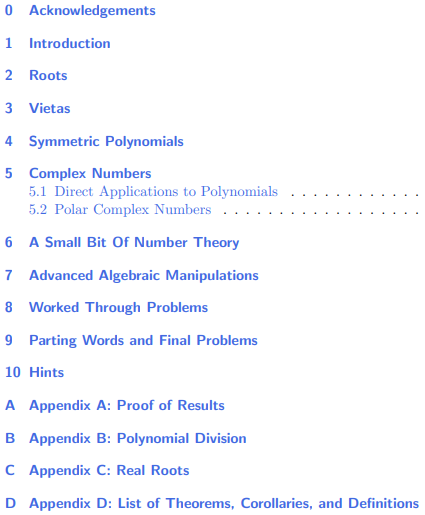 0 Acknowledgements
1 Introduction
2 Roots
3 Vietas
4 Symmetric Polynomials
5 Complex Numbers
5.1 Direct Applications to Polynomials . . . . . . . . . . . .
5.2 Polar Complex Numbers . . . . . . . . . . . . . . . . . .
6 A Small Bit Of Number Theory
7 Advanced Algebraic Manipulations
8 Worked Through Problems
9 Parting Words and Final Problems
10 Hints
A Appendix A: Proof of Results
B Appendix B: Polynomial Division
C Appendix C: Real Roots
D Appendix D: List of Theorems, Corollaries, and Definitions